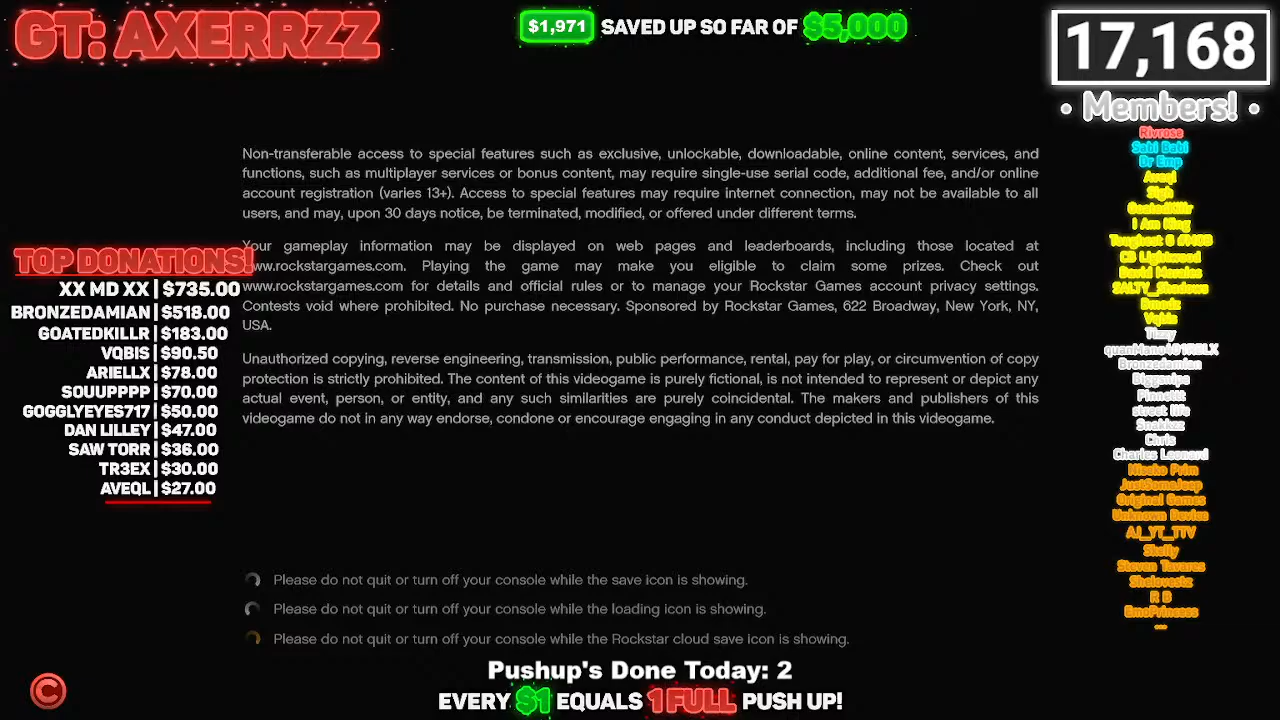 GT: AXERRZZ
$1,971 SAVED UP SO FAR OF $5,000
17,168
• Members! •
Rivrose
Sabi Babi
Dr Emp
Aveql
Sigh
GoatedKillr
I Am King
CB Lightwood
David Morales
SALTY_Shadows
Vqbis
Tizzy
Bronzedamian
Biggsnipe
street life
Snakkzz
Chris
Charles Leonard
Niseko Prim
JustSomeJeep
Original Games
Unknown Device
AJ_YT_TTV
Skelly
Steven Tavares
Shelovestz
R B
EmoPrincess
...
Non-transferable access to special features such as exclusive, unlockable, downloadable, online content, services, and
functions, such as multiplayer services or bonus content, may require single-use serial code, additional fee, and/or online
account registration (varies 13+). Access to special features may require internet connection, may not be available to all
users, and may, upon 30 days notice, be terminated, modified, or offered under different terms.
Your gameplay information may be displayed on web pages and leaderboards, including those located at
www.rockstargames.com. Playing the game may make you eligible to claim some prizes. Check out
www.rockstargames.com for details and official rules or to manage your Rockstar Games account privacy settings.
Contests void where prohibited. No purchase necessary. Sponsored by Rockstar Games, 622 Broadway, New York, NY,
USA.
Unauthorized copying, reverse engineering, transmission, public performance, rental, pay for play, or circumvention of copy
protection is strictly prohibited. The content of this videogame is purely fictional, is not intended to represent or depict any
actual event, person, or entity, and any such similarities are purely coincidental. The makers and publishers of this
videogame do not in any way endorse, condone or encourage engaging in any conduct depicted in this videogame.
TOP DONATIONS!
XX MD XX | $735.00
BRONZEDAMIAN | $518.00
GOATEDKILLR | $183.00
VQBIS | $90.50
ARIELLX | $78.00
SOUUPPPP | $70.00
GOGGLYEYES717 | $50.00
DAN LILLEY | $47.00
SAW TORR | $36.00
TR3EX | $30.00
AVEQL | $27.00
Please do not quit or turn off your console while the save icon is showing.
Please do not quit or turn off your console while the loading icon is showing.
Please do not quit or turn off your console while the Rockstar cloud save icon is showing.
Pushup's Done Today: 2
EVERY $1 EQUALS 1 FULL PUSH UP!
©